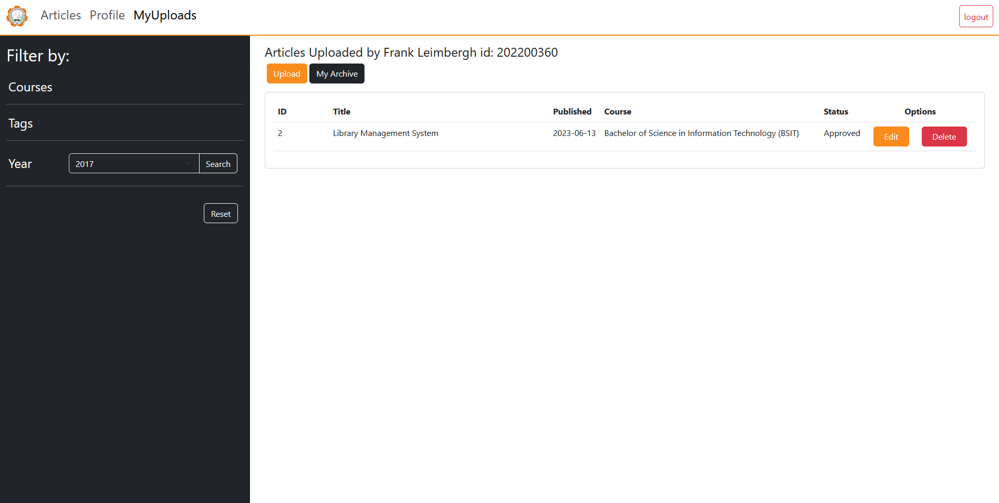 Articles Profile MyUploads logout
Filter by:
Courses
Tags
Year 2017 Search
Reset
Articles Uploaded by Frank Leimbergh id: 202200360
Upload My Archive
ID Title Published Course Status Options
2 Library Management System 2023-06-13 Bachelor of Science in Information Technology (BSIT) Approved Edit Delete